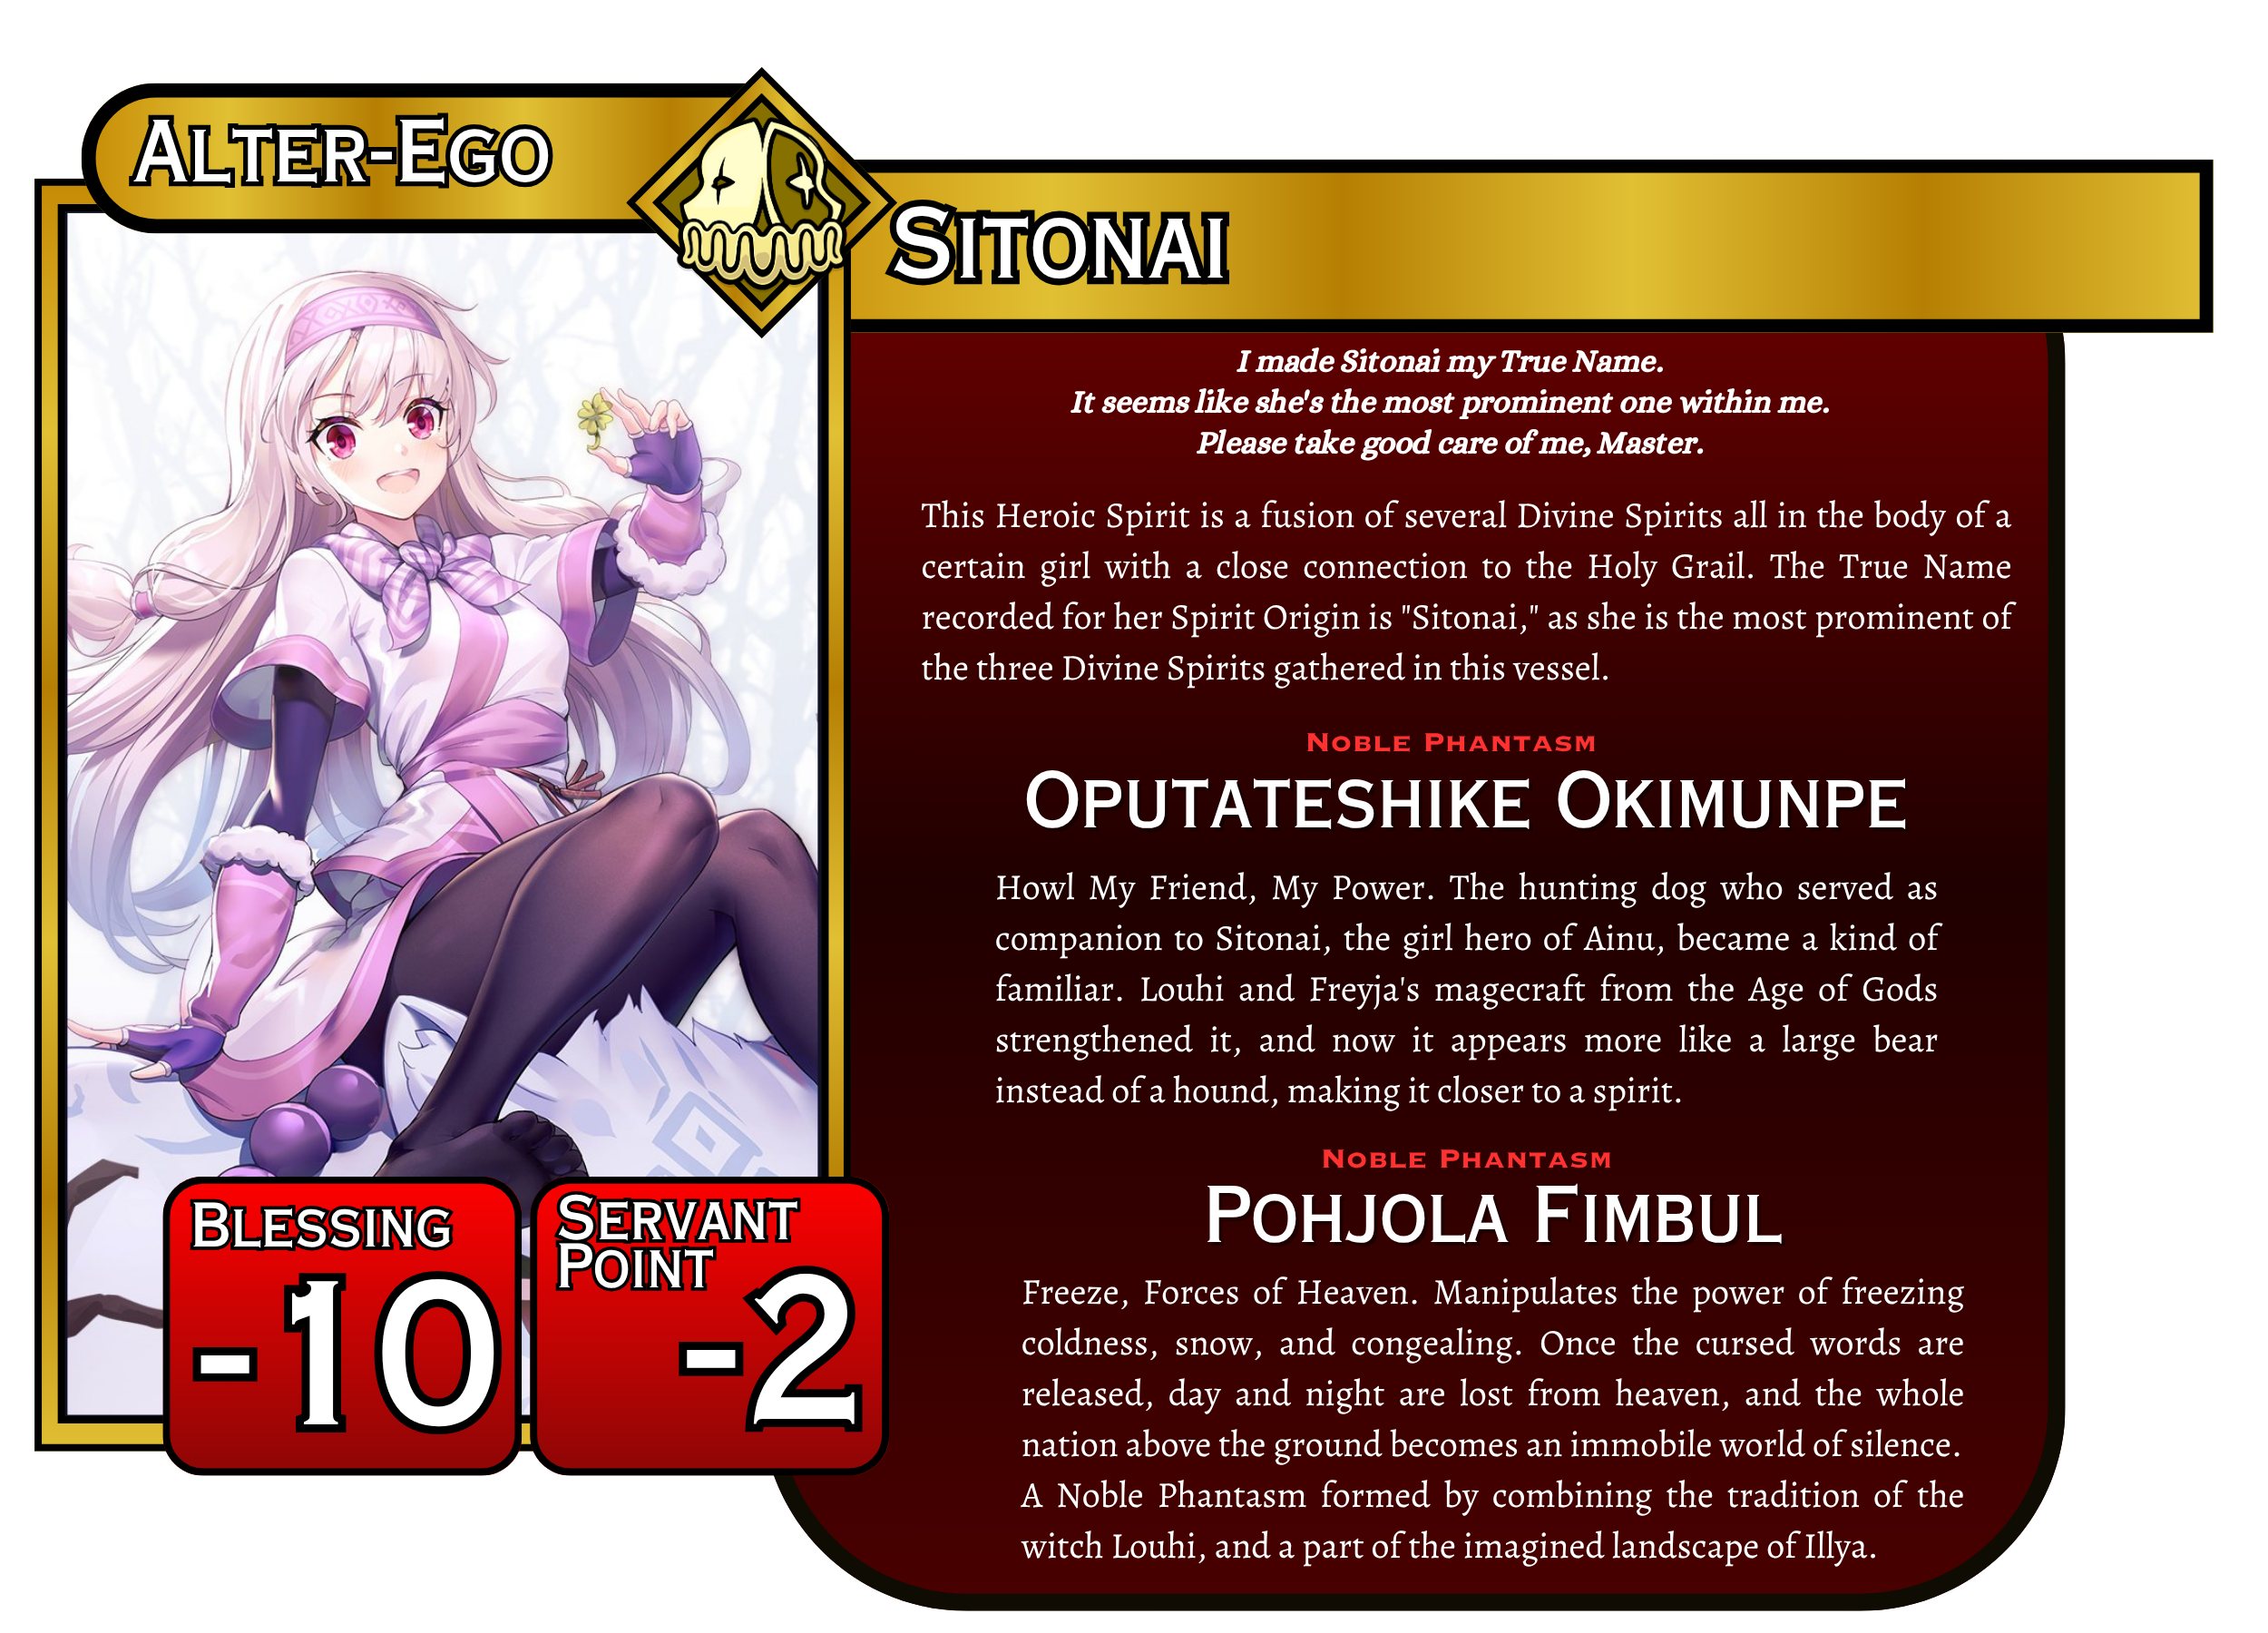 Alter-Ego
Sitonai
I made Sitonai my True Name.
It seems like she's the most prominent one within me.
Please take good care of me, Master.
This Heroic Spirit is a fusion of several Divine Spirits all in the body of a
certain girl with a close connection to the Holy Grail. The True Name
recorded for her Spirit Origin is "Sitonai," as she is the most prominent of
the three Divine Spirits gathered in this vessel.
Noble Phantasm
Oputateshike Okimunpe
Howl My Friend, My Power. The hunting dog who served as
companion to Sitonai, the girl hero of Ainu, became a kind of
familiar. Louhi and Freyja's magecraft from the Age of Gods
strengthened it, and now it appears more like a large bear
instead of a hound, making it closer to a spirit.
Noble Phantasm
Pohjola Fimbul
Freeze, Forces of Heaven. Manipulates the power of freezing
coldness, snow, and congealing. Once the cursed words are
released, day and night are lost from heaven, and the whole
nation above the ground becomes an immobile world of silence.
A Noble Phantasm formed by combining the tradition of the
witch Louhi, and a part of the imagined landscape of Illya.
Blessing
-10
Servant
Point
-2